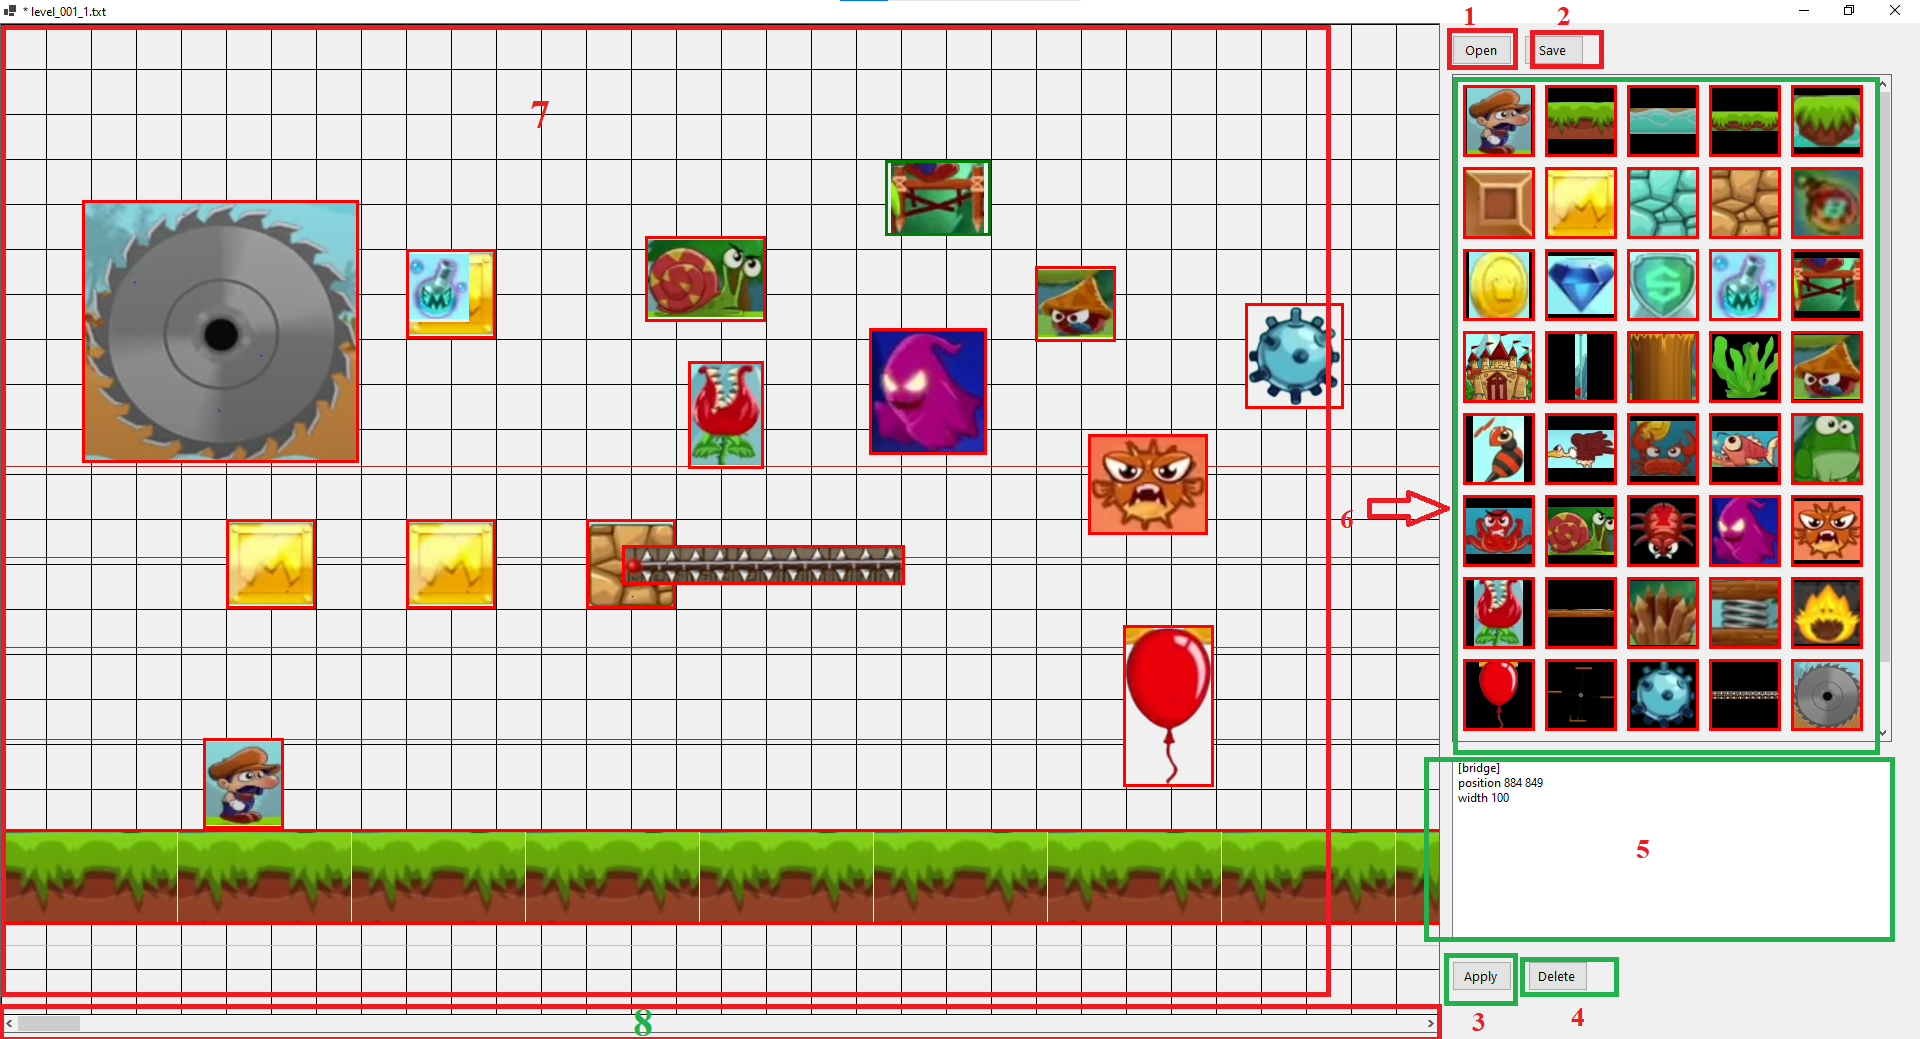 * level_001_1.txt
1
2
Open
Save
7
6
[bridge]
position 884 849
width 100
5
Apply
Delete
3
4
8